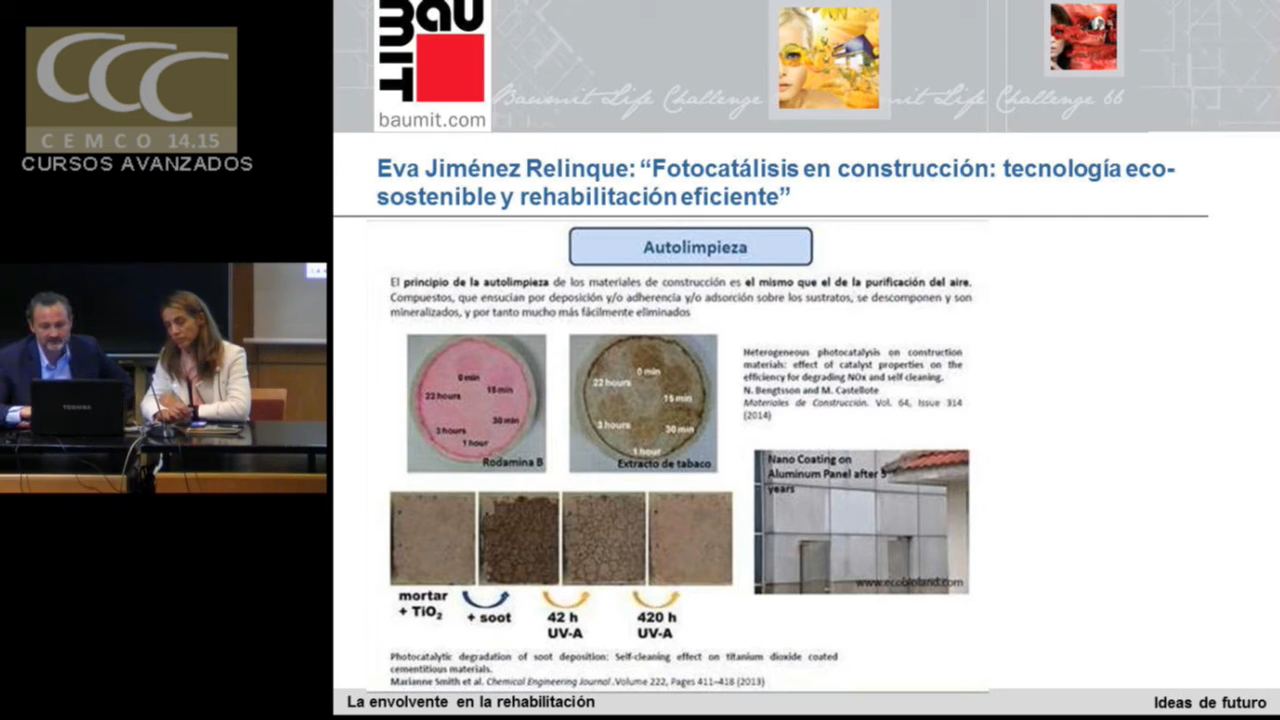 CCC
CEMCO 14.15
CURSOS AVANZADOS
TOSHIBA
bauMIT
baumit.com
Baumit Life Challenge
mit Life Challenge 66
Eva Jiménez Relinque: “Fotocatálisis en construcción: tecnología eco-
sostenible y rehabilitación eficiente”
Autolimpieza
El principio de la autolimpieza de los materiales de construcción es el mismo que el de la purificación del aire.
Compuestos, que ensucian por deposición y/o adherencia y/o adsorción sobre los sustratos, se descomponen y son
mineralizados, y por tanto mucho más fácilmente eliminados
0 min
15 min
30 min
1 hour
3 hours
22 hours
Rodamina B
0 min
15 min
30 min
1 hour
3 hours
22 hours
Extracto de tabaco
Heterogeneous photocatalysis on construction
materials: effect of catalyst properties on the
efficiency for degrading NOx and self cleaning.
N. Bengtsson and M. Castellote
Materiales de Construcción. Vol. 64, Issue 314
(2014)
Nano Coating on
Aluminum Panel after 3
years
www.ecobioland.com
mortar
+ TiO2
+ soot
42 h
UV-A
420 h
UV-A
Photocatalytic degradation of soot deposition: Self-cleaning effect on titanium dioxide coated
cementitious materials.
Marianne Smith et al. Chemical Engineering Journal. Volume 222, Pages 411–418 (2013)
La envolvente en la rehabilitación
Ideas de futuro